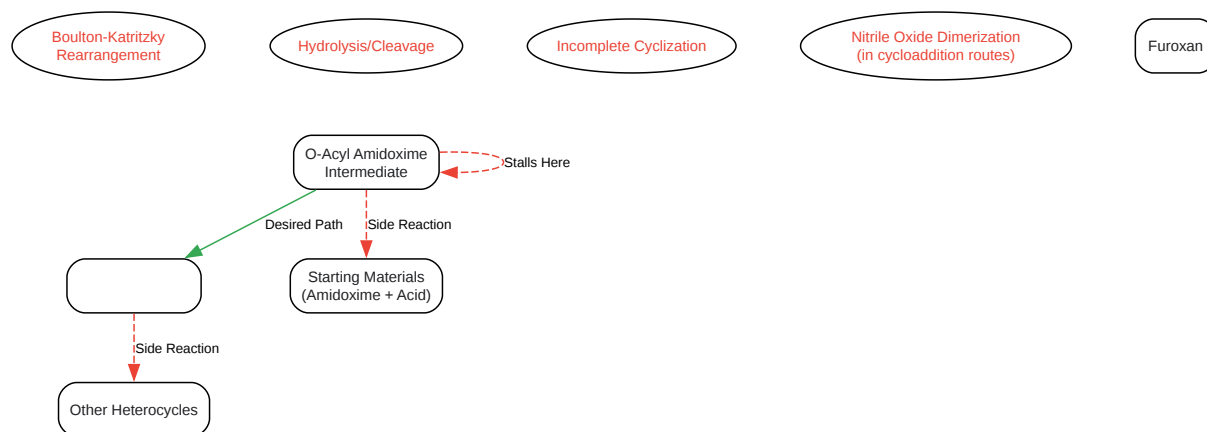 Boulton-Katritzky
Rearrangement
Hydrolysis/Cleavage
Incomplete Cyclization
Nitrile Oxide Dimerization
(in cycloaddition routes)
Furoxan
O-Acyl Amidoxime
Intermediate
Stalls Here
Desired Path
Side Reaction
Starting Materials
(Amidoxime + Acid)
Side Reaction
Other Heterocycles